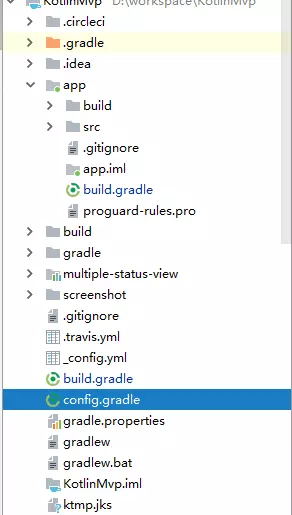 KotlinMvp D:\workspace\KotlinMvp
.circleci
.gradle
.idea
app
build
src
.gitignore
app.iml
build.gradle
proguard-rules.pro
build
gradle
multiple-status-view
screenshot
.gitignore
.travis.yml
_config.yml
build.gradle
config.gradle
gradle.properties
gradlew
gradlew.bat
KotlinMvp.iml
ktmp.jks